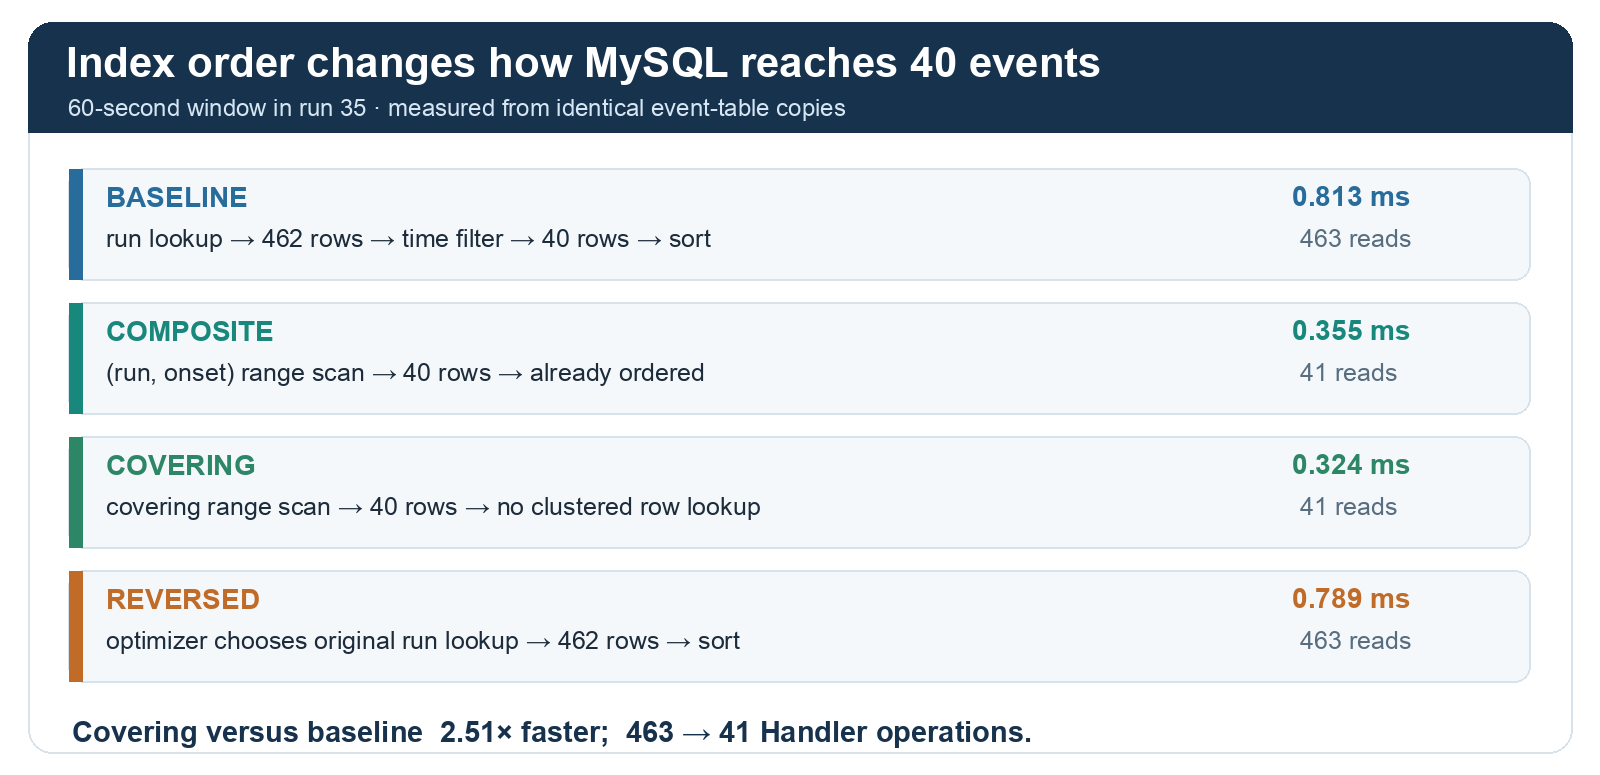 Index order changes how MySQL reaches 40 events
60-second window in run 35 · measured from identical event-table copies
BASELINE
0.813 ms
run lookup → 462 rows → time filter → 40 rows → sort
463 reads
COMPOSITE
0.355 ms
(run, onset) range scan → 40 rows → already ordered
41 reads
COVERING
0.324 ms
covering range scan → 40 rows → no clustered row lookup
41 reads
REVERSED
0.789 ms
optimizer chooses original run lookup → 462 rows → sort
463 reads
Covering versus baseline 2.51× faster; 463 → 41 Handler operations.